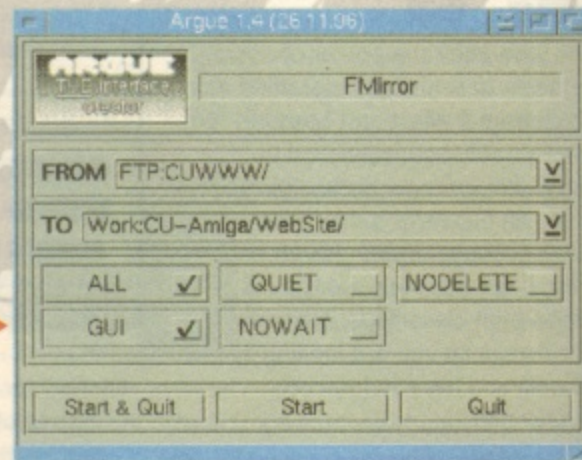 Argue 1.4 (26.11.96)
ARGUE
FMirror
FROM FTP:CUWWW/
TO Work:CU-Amiga/WebSite/
ALL QUIET NODELETE
GUI NOWAIT
Start & Quit Start Quit